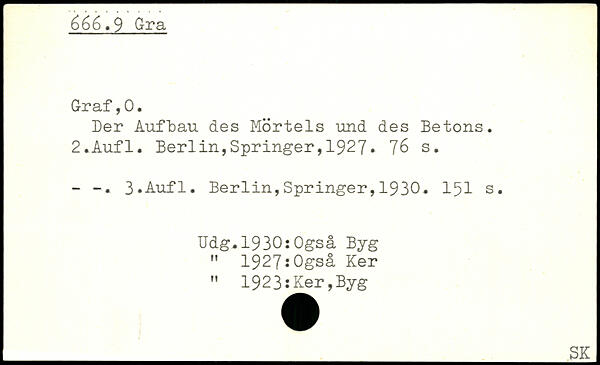 666.9 Gra
Graf,O.
Der Aufbau des Mörtels und des Betons.
2.Aufl. Berlin,Springer,1927. 76 s.
- -. 3.Aufl. Berlin,Springer,1930. 151 s.
Udg.1930:Også Byg
" 1927:Også Ker
" 1923:Ker,Byg
SK